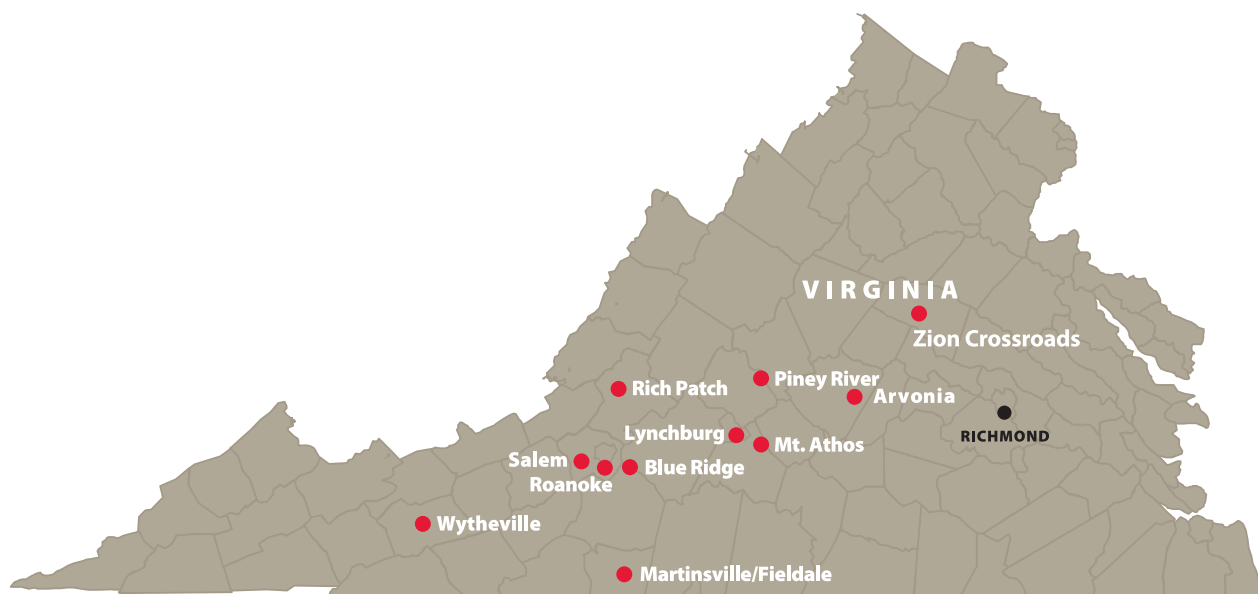 VIRGINIA
Zion Crossroads
Piney River
Rich Patch
Arvonia
RICHMOND
Lynchburg
Mt. Athos
Salem
Blue Ridge
Roanoke
Wytheville
Martinsville/Fieldale